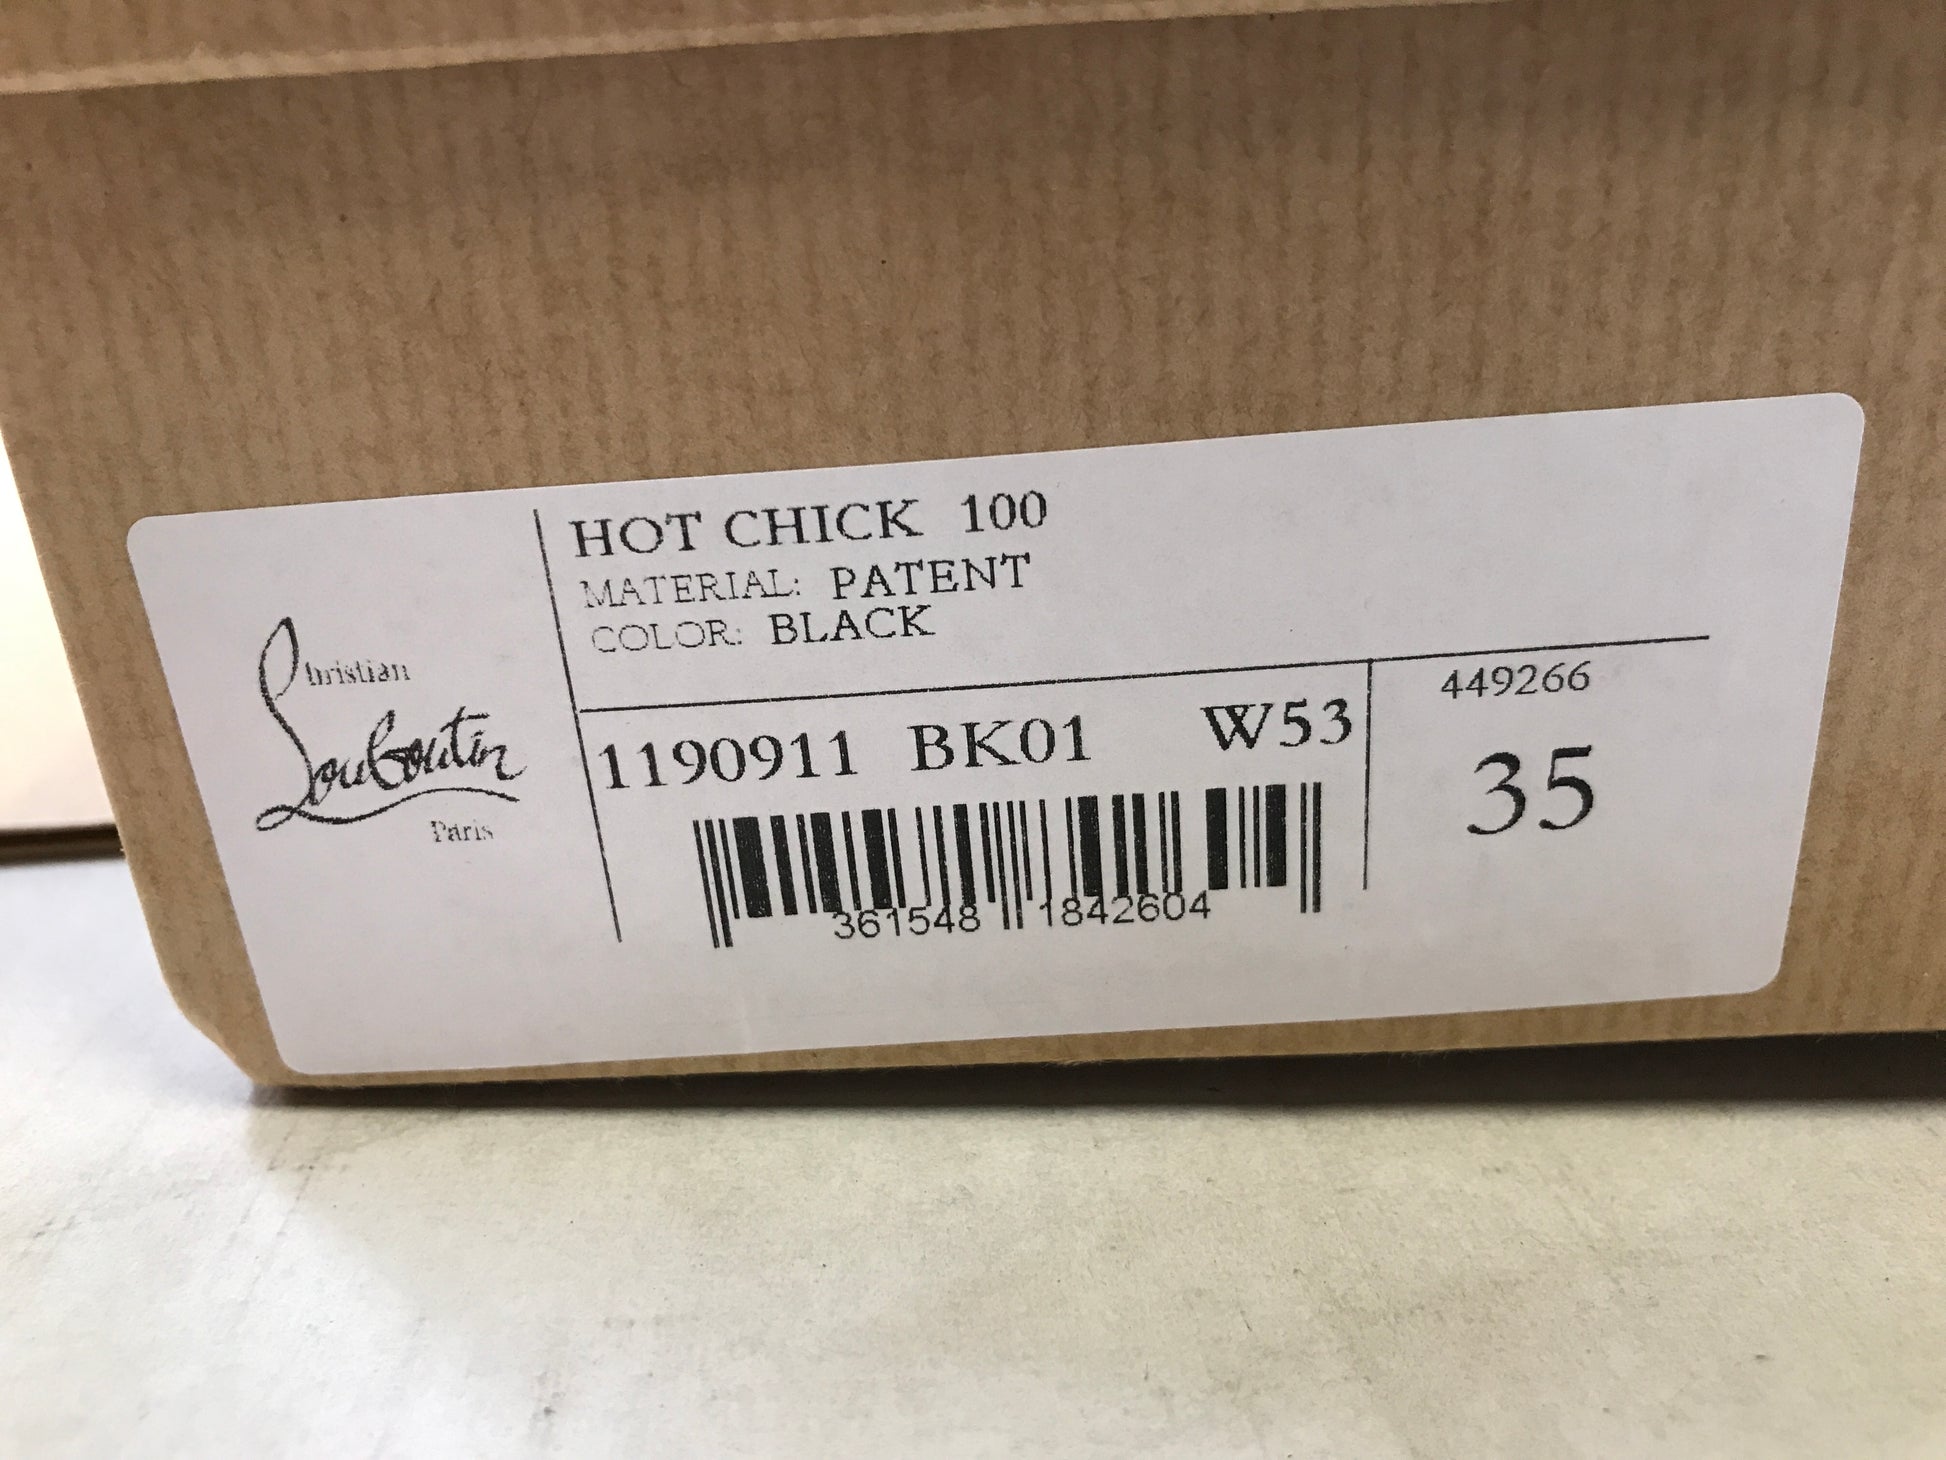 Christian
Louboutin
Paris
HOT CHICK 100
MATERIAL: PATENT
COLOR: BLACK
1190911 BK01 W53
361548 1842604
449266
35